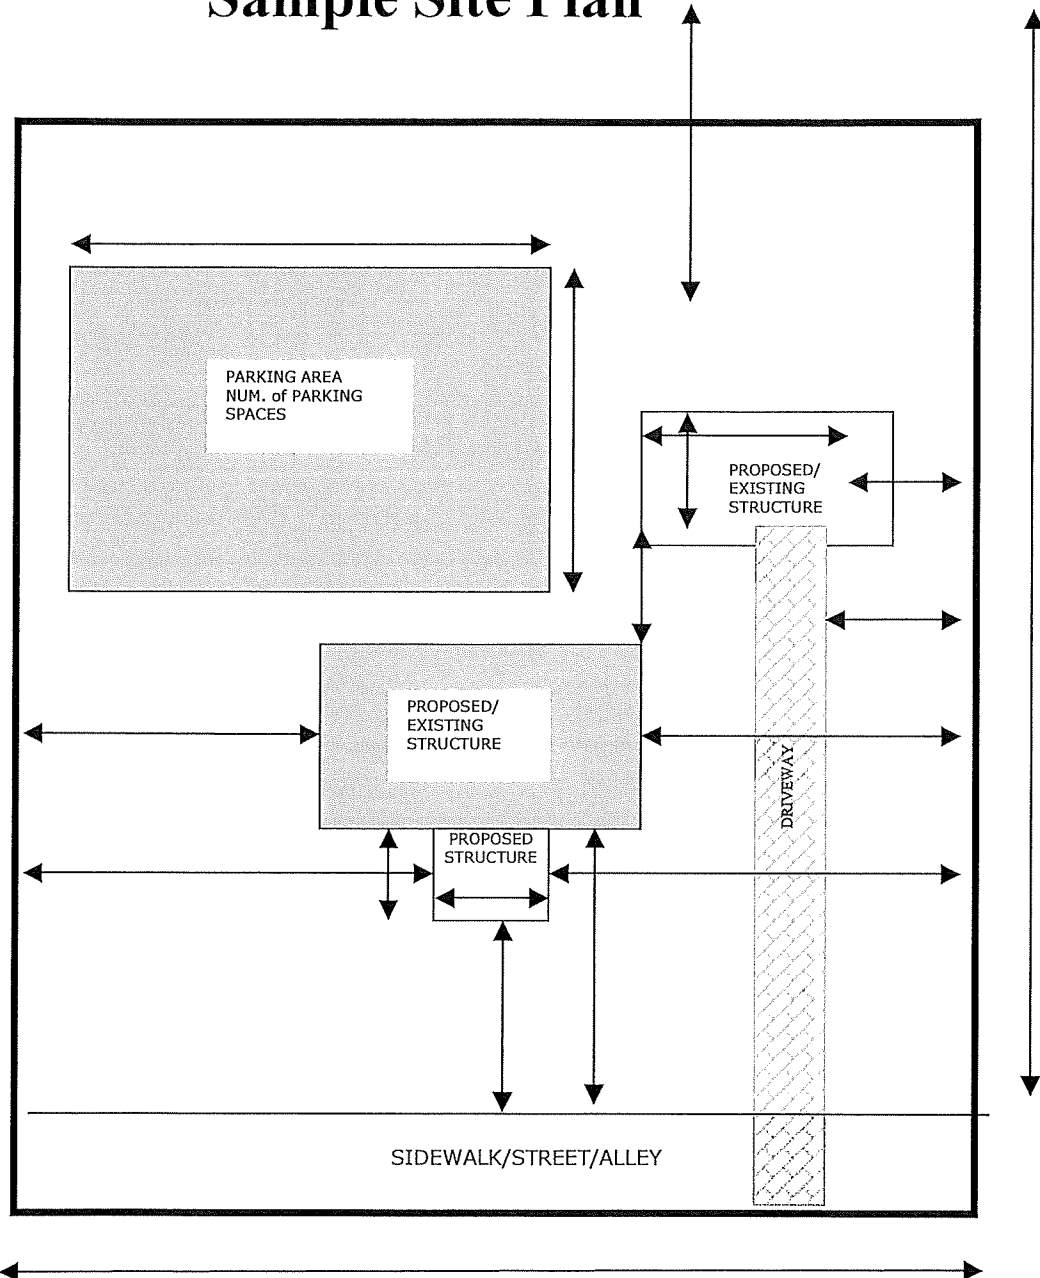 Sample Site Plan
PARKING AREA
NUM. of PARKING
SPACES
PROPOSED/
EXISTING
STRUCTURE
PROPOSED/
EXISTING
STRUCTURE
DRIVEWAY
PROPOSED
STRUCTURE
SIDEWALK/STREET/ALLEY